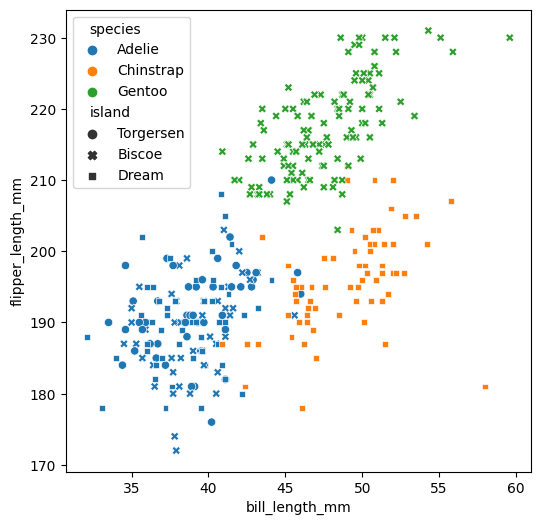 species
Adelie
Chinstrap
Gentoo
island
Torgersen
Biscoe
Dream
230
220
210
200
190
180
170
flipper_length_mm
35 40 45 50 55 60
bill_length_mm